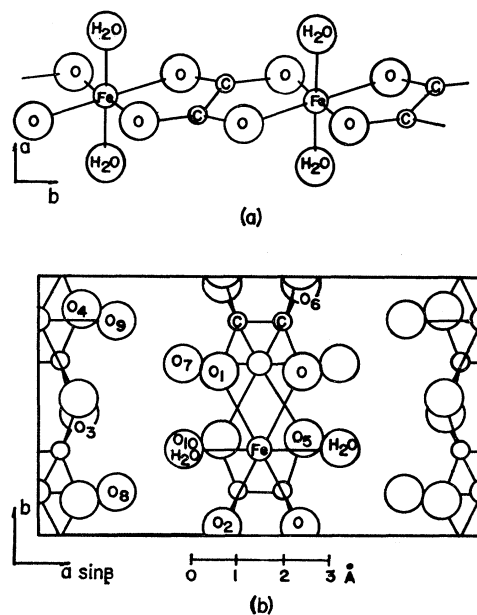 H2O H2O
O O C O O C
Fe Fe
O O C O O C
H2O H2O
a
b
(a)
O4 O9 O6
C C
O7 O1 O
O3 O10 O5
H2O Fe H2O
O8
O2 O
b
a sinβ
0 1 2 3 Å
(b)